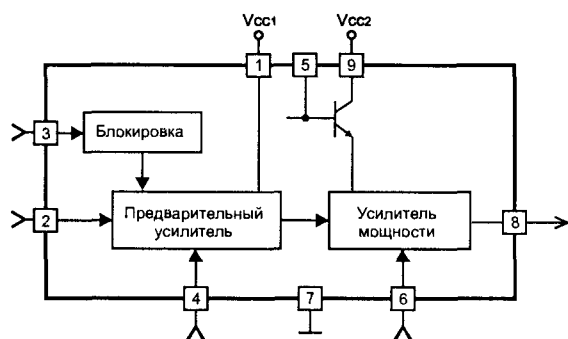 Vcc1 Vcc2
1 5 9
3 Блокировка
2 Предварительный
усилитель
Усилитель
мощности
8
4 7 6